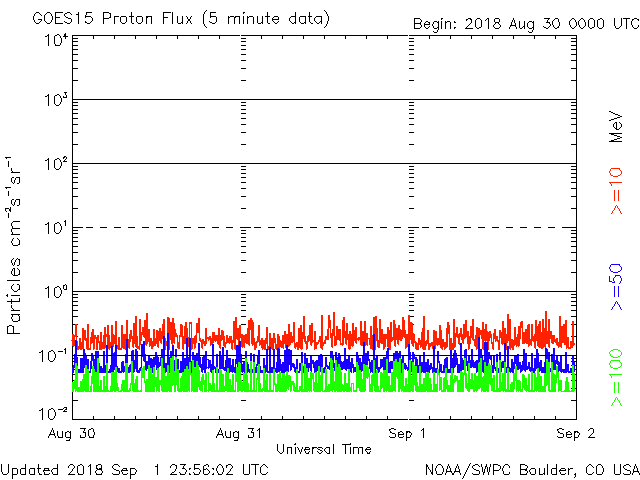 GOES15 Proton Flux (5 minute data)
Begin: 2018 Aug 30 0000 UTC
Particles cm⁻²s⁻¹sr⁻¹
10⁴
10³
10²
10¹
10⁰
10⁻¹
10⁻²
MeV
>=10
>=50
>=100
Aug 30
Aug 31
Sep 1
Sep 2
Universal Time
Updated 2018 Sep 1 23:56:02 UTC
NOAA/SWPC Boulder, CO USA